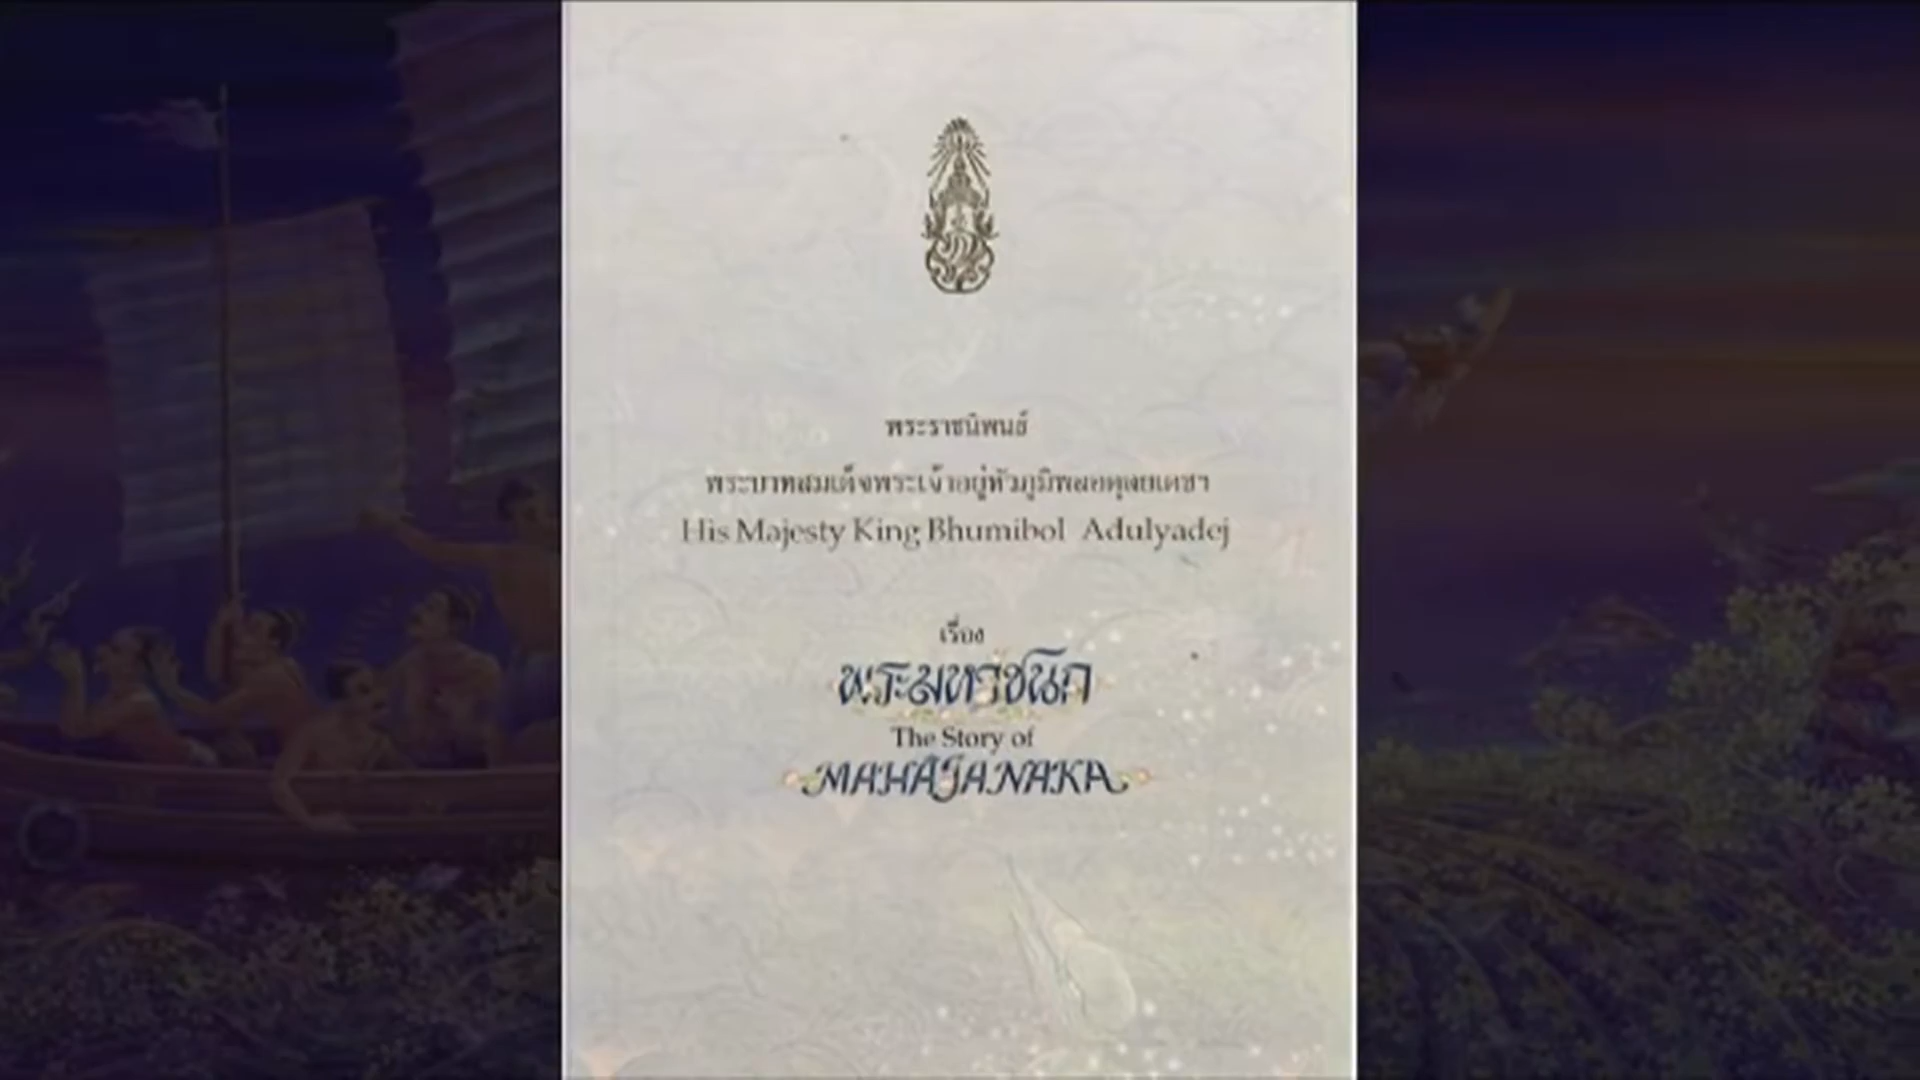 พระราชนิพนธ์
พระบาทสมเด็จพระเจ้าอยู่หัวภูมิพลอดุลยเดชฯ
His Majesty King Bhumibol Adulyadej
เรื่อง
พระมหาชนก
The Story of
MAHAJANAKA